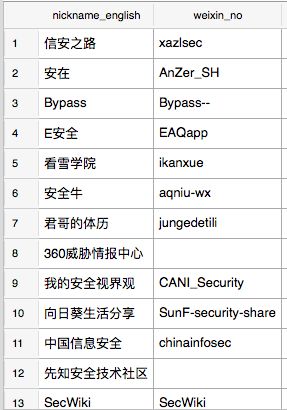 nickname_english weixin_no
1 信安之路 xazlsec
2 安在 AnZer_SH
3 Bypass Bypass--
4 E安全 EAQapp
5 看雪学院 ikanxue
6 安全牛 aqniu-wx
7 君哥的体历 jungedetili
8 360威胁情报中心
9 我的安全视界观 CANI_Security
10 向日葵生活分享 SunF-security-share
11 中国信息安全 chinainfosec
12 先知安全技术社区
13 SecWiki SecWiki